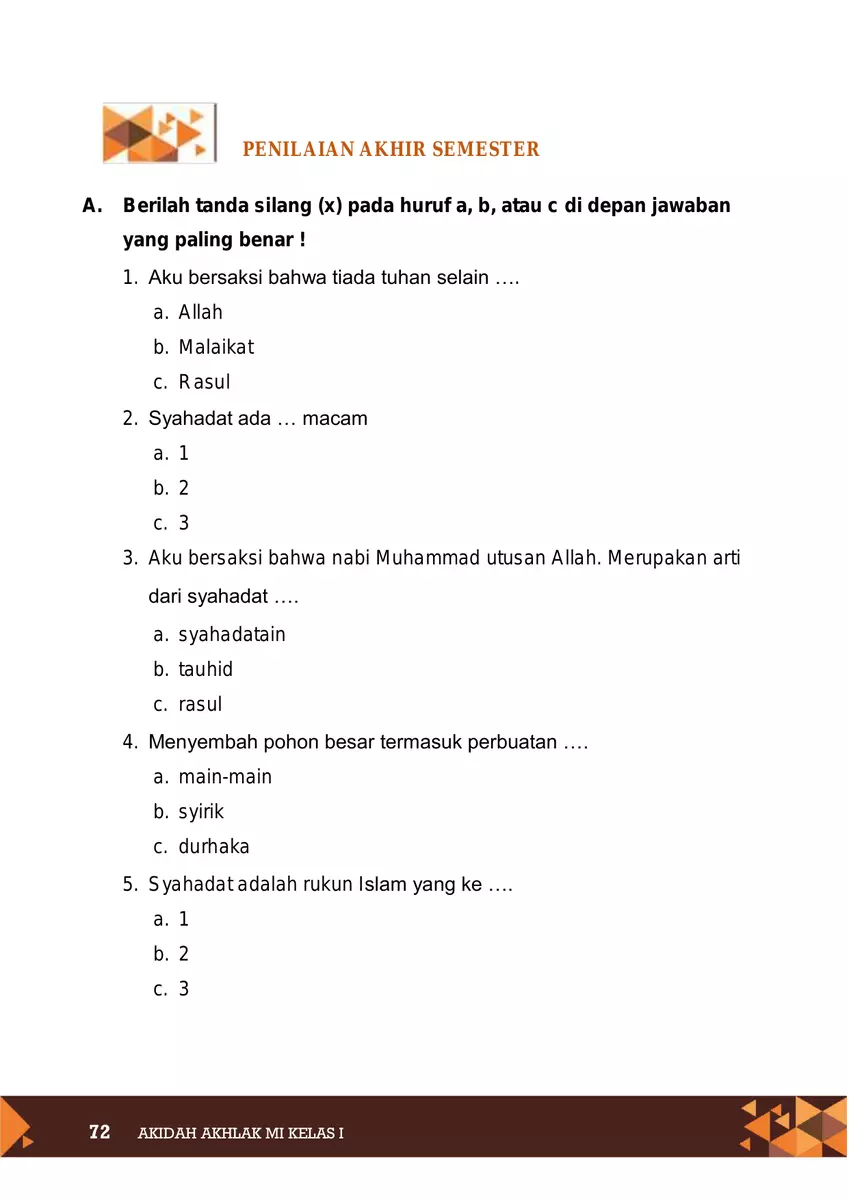 PENILAIAN AKHIR SEMESTER
A. Berilah tanda silang (x) pada huruf a, b, atau c di depan jawaban
yang paling benar !
1. Aku bersaksi bahwa tiada tuhan selain ….
a. Allah
b. Malaikat
c. Rasul
2. Syahadat ada … macam
a. 1
b. 2
c. 3
3. Aku bersaksi bahwa nabi Muhammad utusan Allah. Merupakan arti
dari syahadat ….
a. syahadatain
b. tauhid
c. rasul
4. Menyembah pohon besar termasuk perbuatan ….
a. main-main
b. syirik
c. durhaka
5. Syahadat adalah rukun Islam yang ke ….
a. 1
b. 2
c. 3
72 AKIDAH AKHLAK MI KELAS I